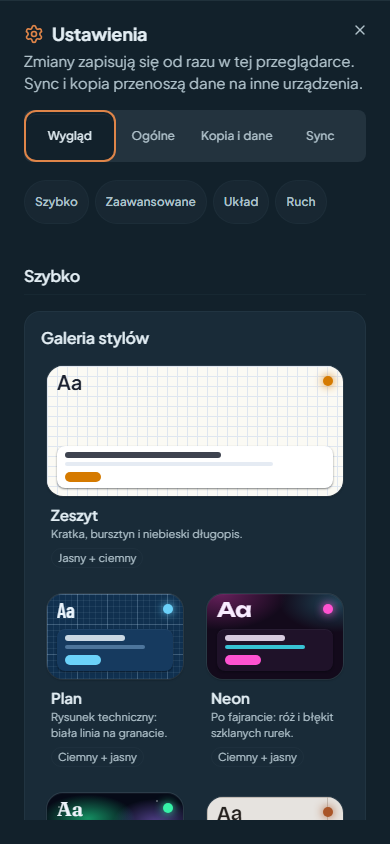 Ustawienia
Zmiany zapisują się od razu w tej przeglądarce.
Sync i kopia przenoszą dane na inne urządzenia.
Wygląd
Ogólne
Kopia i dane
Sync
Szybko
Zaawansowane
Układ
Ruch
Szybko
Galeria stylów
Aa
Zeszyt
Kratka, bursztyn i niebieski długopis.
Jasny + ciemny
Aa
Plan
Rysunek techniczny:
biała linia na granacie.
Ciemny + jasny
Aa
Neon
Po fajrancie: róż i błękit
szklanych rurek.
Ciemny + jasny
Aa
Aa